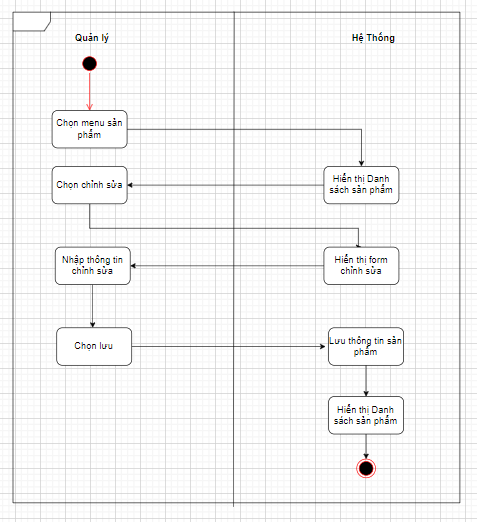 Quản lý
Hệ Thống
Chọn menu sản
phẩm
Hiển thị Danh
sách sản phẩm
Chọn chỉnh sửa
Nhập thông tin
chỉnh sửa
Hiển thị form
chỉnh sửa
Chọn lưu
Lưu thông tin sản
phẩm
Hiển thị Danh
sách sản phẩm